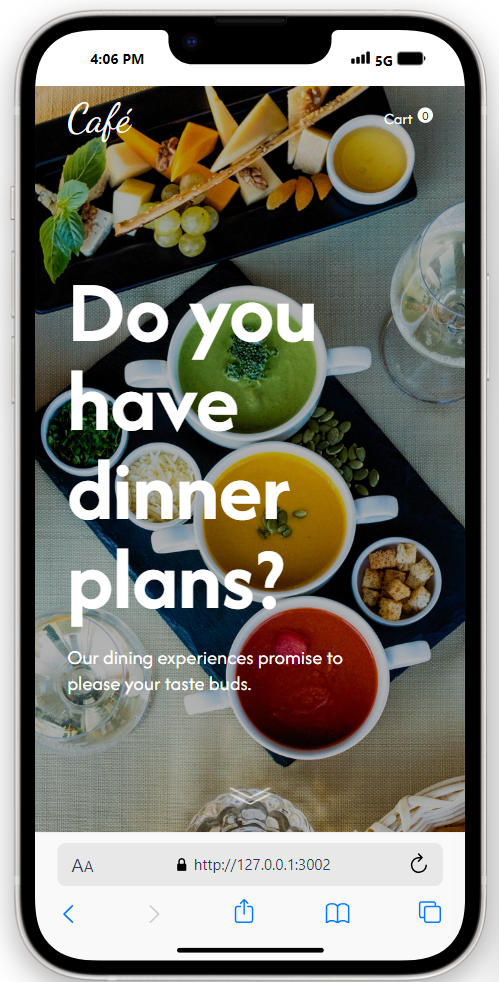 4:06 PM
5G
Café
Cart 0
Do you
have
dinner
plans?
Our dining experiences promise to
please your taste buds.
AA
http://127.0.0.1:3002